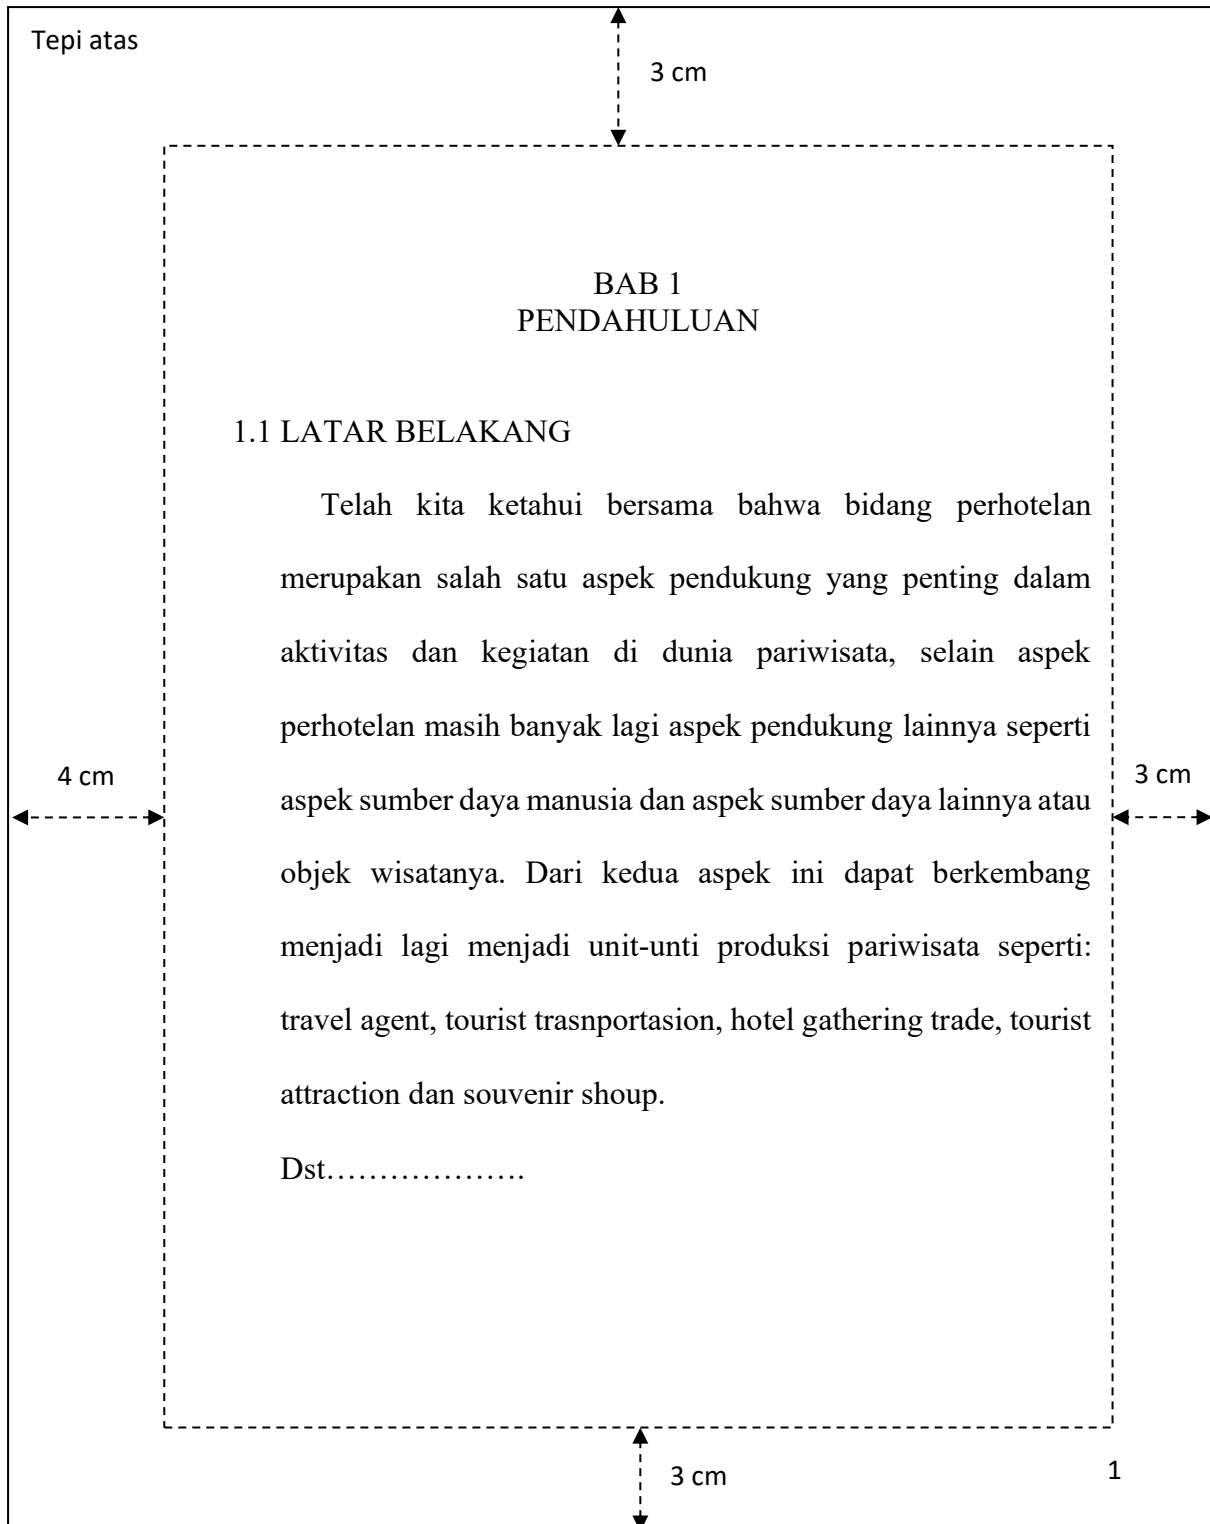 Tepi atas
3 cm
BAB 1
PENDAHULUAN
1.1 LATAR BELAKANG
Telah kita ketahui bersama bahwa bidang perhotelan
merupakan salah satu aspek pendukung yang penting dalam
aktivitas dan kegiatan di dunia pariwisata, selain aspek
perhotelan masih banyak lagi aspek pendukung lainnya seperti
4 cm
3 cm
aspek sumber daya manusia dan aspek sumber daya lainnya atau
objek wisatanya. Dari kedua aspek ini dapat berkembang
menjadi lagi menjadi unit-unti produksi pariwisata seperti:
travel agent, tourist trasnportasion, hotel gathering trade, tourist
attraction dan souvenir shoup.
Dst……………….
3 cm
1